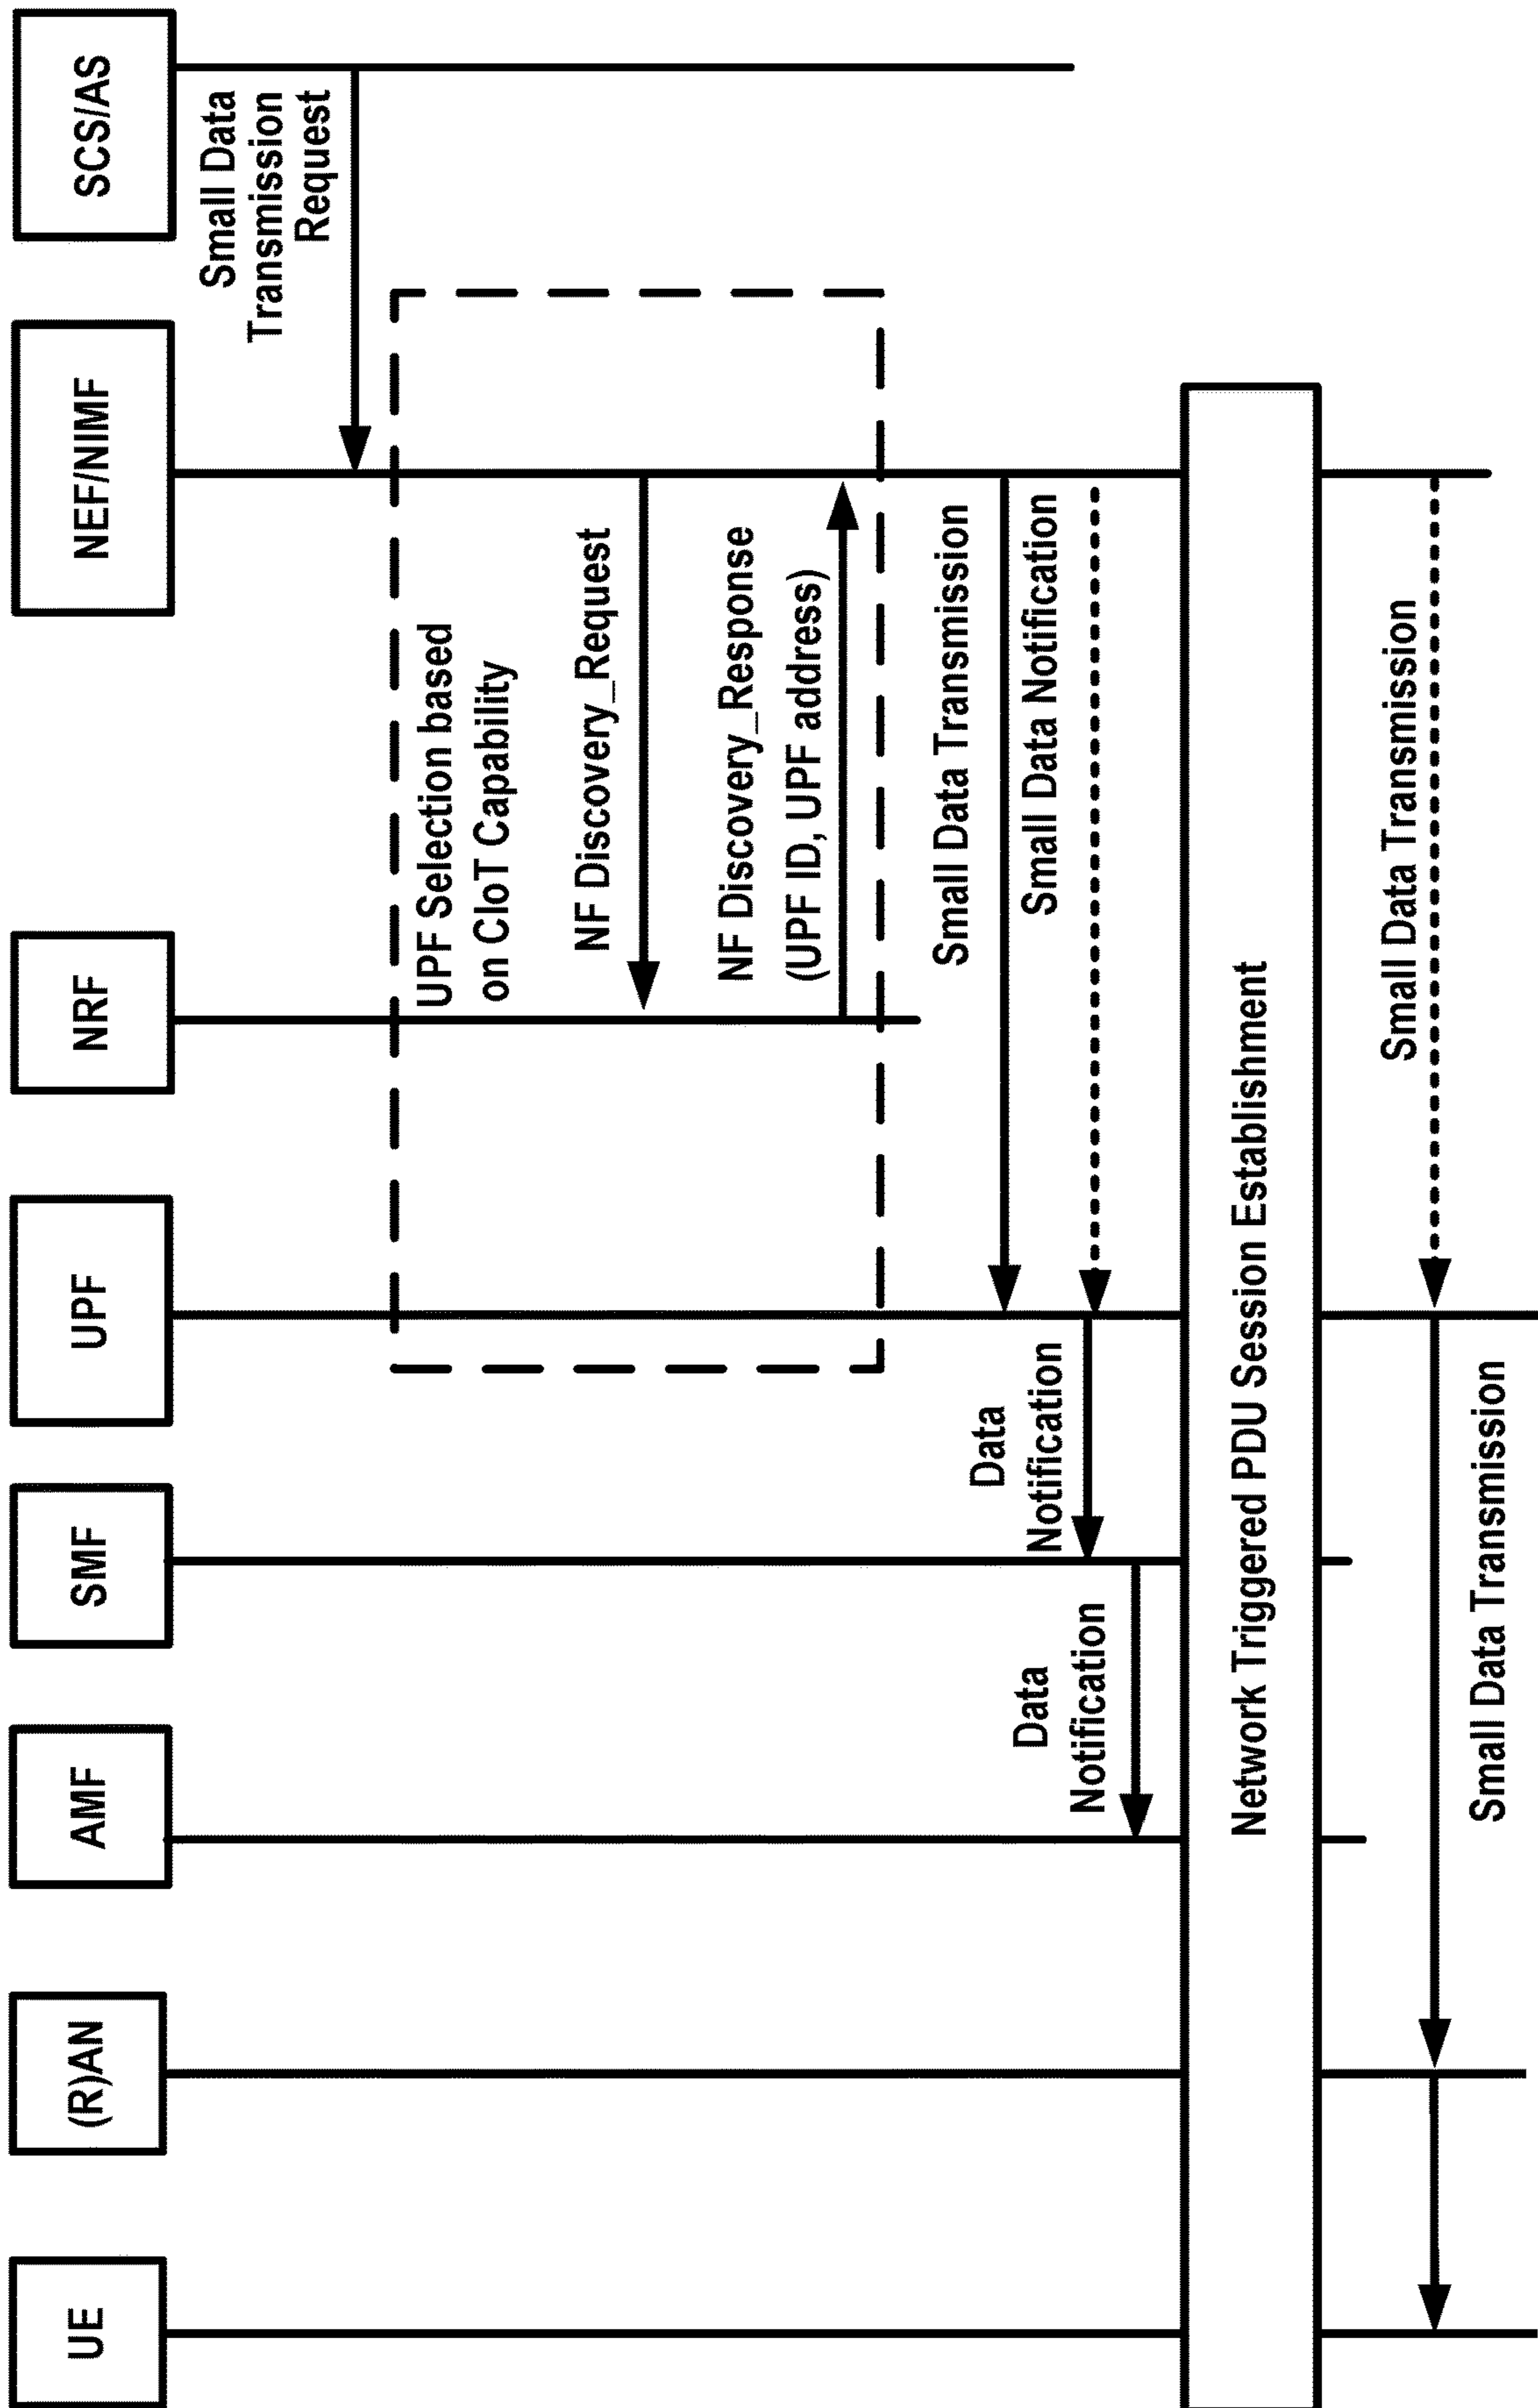 UE
(R)AN
AMF
SMF
UPF
NRF
NEF/NIMF
SCS/AS
Small Data
Transmission
Request
UPF Selection based
on CIoT Capability
NF Discovery_Request
NF Discovery_Response
(UPF ID, UPF address)
Small Data Transmission
Small Data Notification
Data
Notification
Data
Notification
Network Triggered PDU Session Establishment
Small Data Transmission
Small Data Transmission